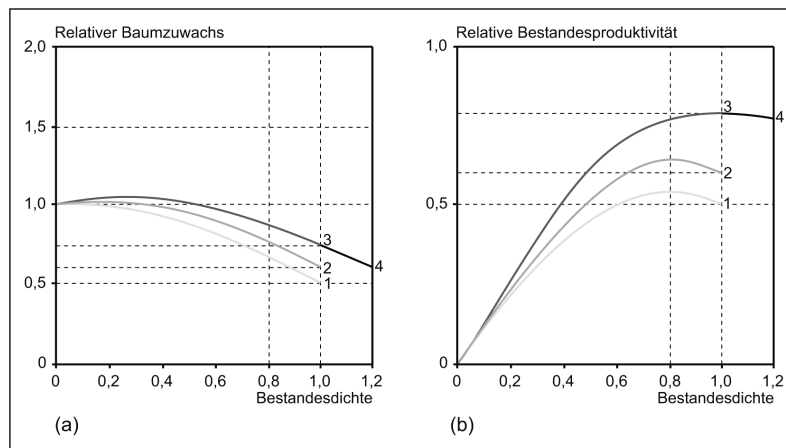 Relativer Baumzuwachs
2,0
1,5
1,0
0,5
0
3
2
1
4
0 0,2 0,4 0,6 0,8 1,0 1,2
Bestandesdichte
(a)
Relative Bestandesproduktivität
1,0
0,5
0
3
4
2
1
0 0,2 0,4 0,6 0,8 1,0 1,2
Bestandesdichte
(b)